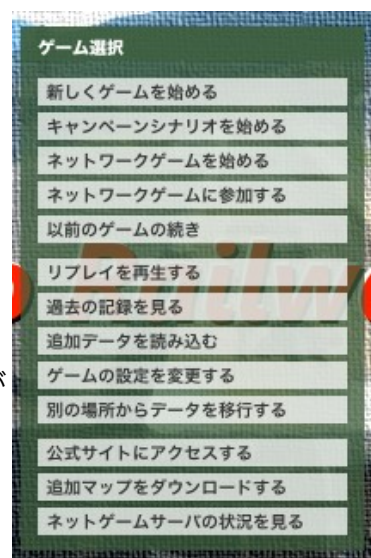 ゲーム選択
新しくゲームを始める
キャンペーンシナリオを始める
ネットワークゲームを始める
ネットワークゲームに参加する
以前のゲームの続き
リプレイを再生する
過去の記録を見る
追加データを読み込む
ゲームの設定を変更する
別の場所からデータを移行する
公式サイトにアクセスする
追加マップをダウンロードする
ネットゲームサーバの状況を見る
Railw
が